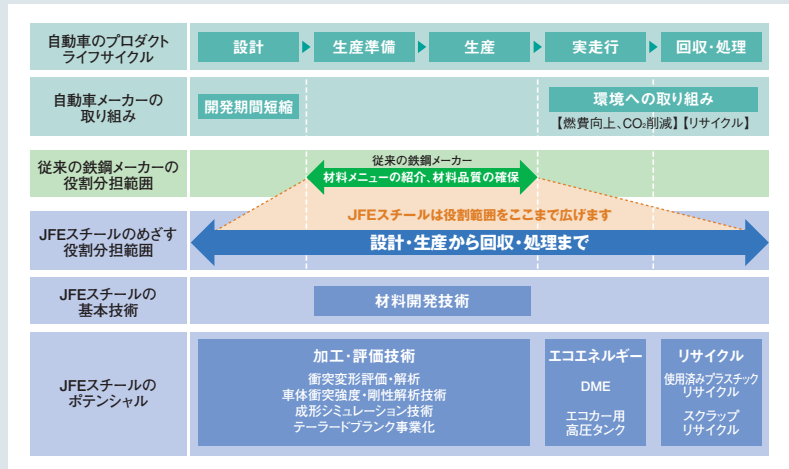 自動車のプロダクト
ライフサイクル
設計
生産準備
生産
実走行
回収・処理
自動車メーカーの
取り組み
開発期間短縮
環境への取り組み
【燃費向上、CO₂削減】【リサイクル】
従来の鉄鋼メーカーの
役割分担範囲
従来の鉄鋼メーカー
材料メニューの紹介、材料品質の確保
JFEスチールのめざす
役割分担範囲
JFEスチールは役割範囲をここまで広げます
設計・生産から回収・処理まで
JFEスチールの
基本技術
材料開発技術
JFEスチールの
ポテンシャル
加工・評価技術
衝突変形評価・解析
車体衝突強度・剛性解析技術
成形シミュレーション技術
テーラードブランク事業化
エコエネルギー
DME
エコカー用
高圧タンク
リサイクル
使用済みプラスチック
リサイクル
スクラップ
リサイクル